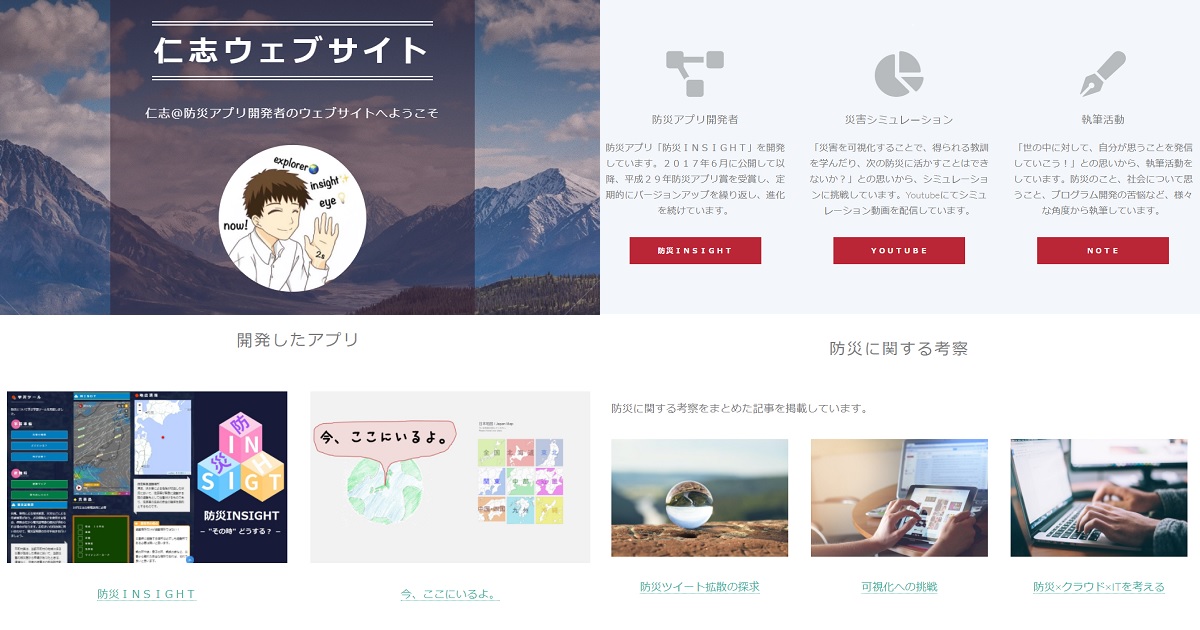 仁志ウェブサイト
仁志@防災アプリ開発者のウェブサイトへようこそ
explorer
insight
eye
now!
2s
防災アプリ開発者
防災アプリ「防災ＩＮＳＩＧＨＴ」を開発
しています。２０１７年６月に公開して以
降、平成２９年防災アプリ賞を受賞し、定
期的にバージョンアップを繰り返し、進化
を続けています。
防災ＩＮＳＩＧＨＴ
災害シミュレーション
「災害を可視化することで、得られる教訓
を学んだり、次の防災に活かすことはでき
ないか？」との思いから、シミュレーショ
ンに挑戦しています。Youtubeにてシミュ
レーション動画を配信しています。
YOUTUBE
執筆活動
「世の中に対して、自分が思うことを発信
していこう！」との思いから、執筆活動を
しています。防災のこと、社会について思
うこと、プログラム開発の苦悩など、様々
な角度から執筆しています。
NOTE
開発したアプリ
防
IN
災
SIGHT
防災INSIGHT
− "その時" どうする？ −
防災ＩＮＳＩＧＨＴ
今、ここにいるよ。
日本地図 / Japan Map
全国
北海道
東北
関東
中部
近畿
中国・四国
九州
沖縄
今、ここにいるよ。
防災に関する考察
防災に関する考察をまとめた記事を掲載しています。
防災ツイート拡散の探求
可視化への挑戦
防災×クラウド×ITを考える